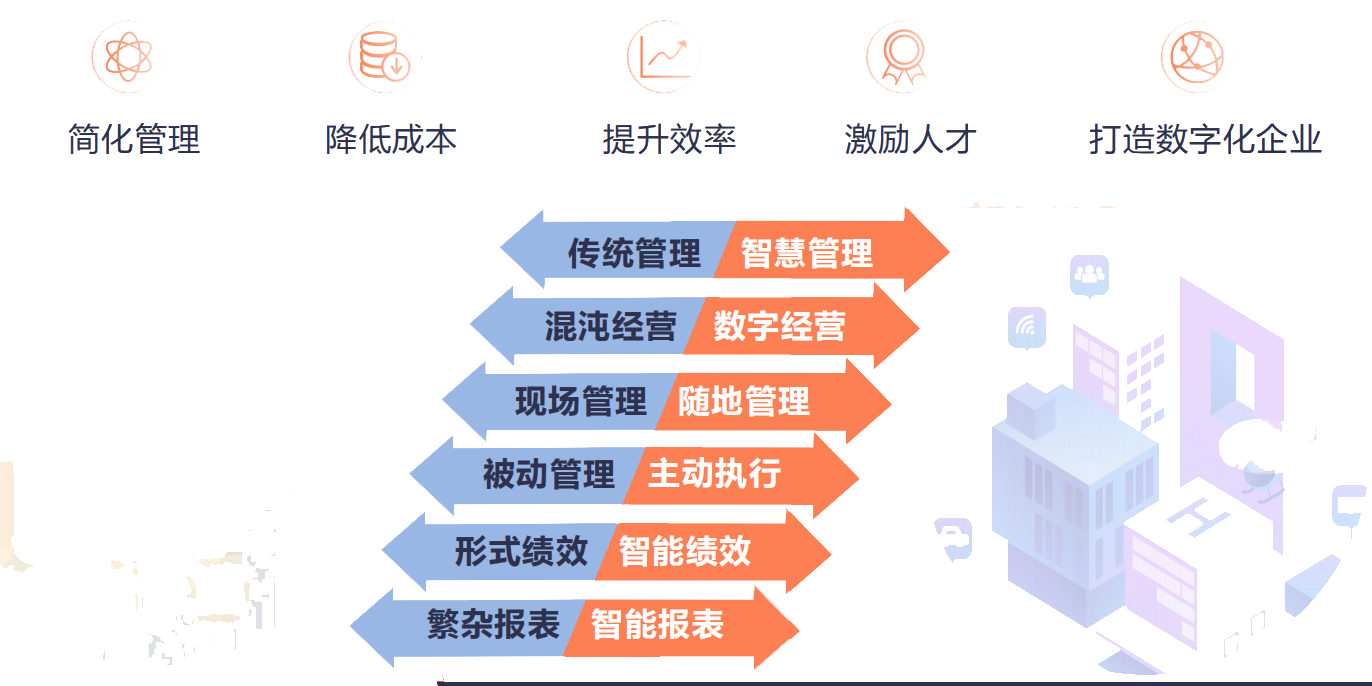 简化管理 降低成本 提升效率 激励人才 打造数字化企业
传统管理 智慧管理
混沌经营 数字经营
现场管理 随地管理
被动管理 主动执行
形式绩效 智能绩效
繁杂报表 智能报表